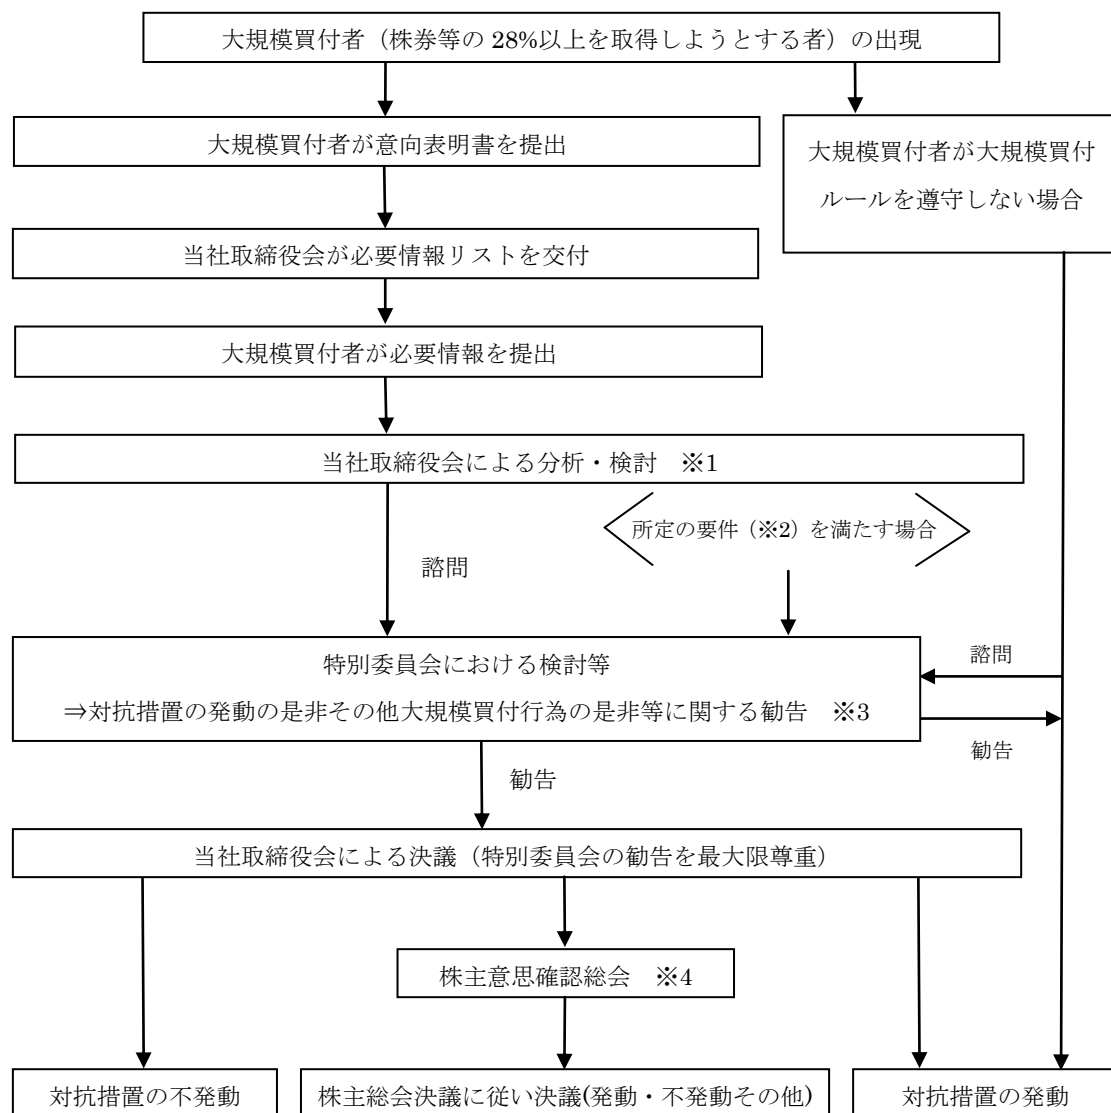 大規模買付者（株券等の 28%以上を取得しようとする者）の出現
大規模買付者が意向表明書を提出
大規模買付者が大規模買付
ルールを遵守しない場合
当社取締役会が必要情報リストを交付
大規模買付者が必要情報を提出
当社取締役会による分析・検討　※1
所定の要件（※2）を満たす場合
諮問
特別委員会における検討等
⇒対抗措置の発動の是非その他大規模買付行為の是非等に関する勧告　※3
諮問
勧告
勧告
当社取締役会による決議（特別委員会の勧告を最大限尊重）
株主意思確認総会　※4
対抗措置の不発動
株主総会決議に従い決議(発動・不発動その他)
対抗措置の発動